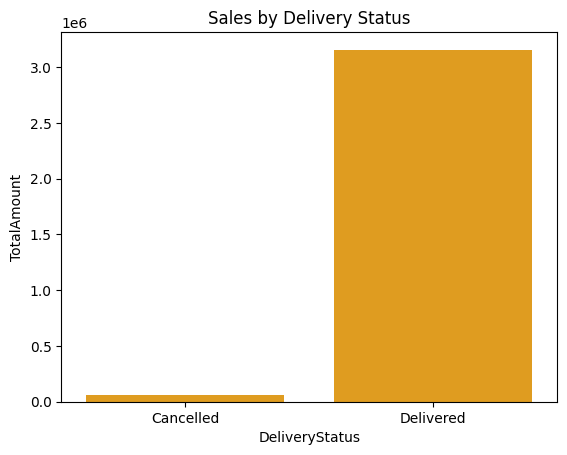 Sales by Delivery Status
1e6
3.0
2.5
2.0
1.5
1.0
0.5
0.0
TotalAmount
Cancelled Delivered
DeliveryStatus